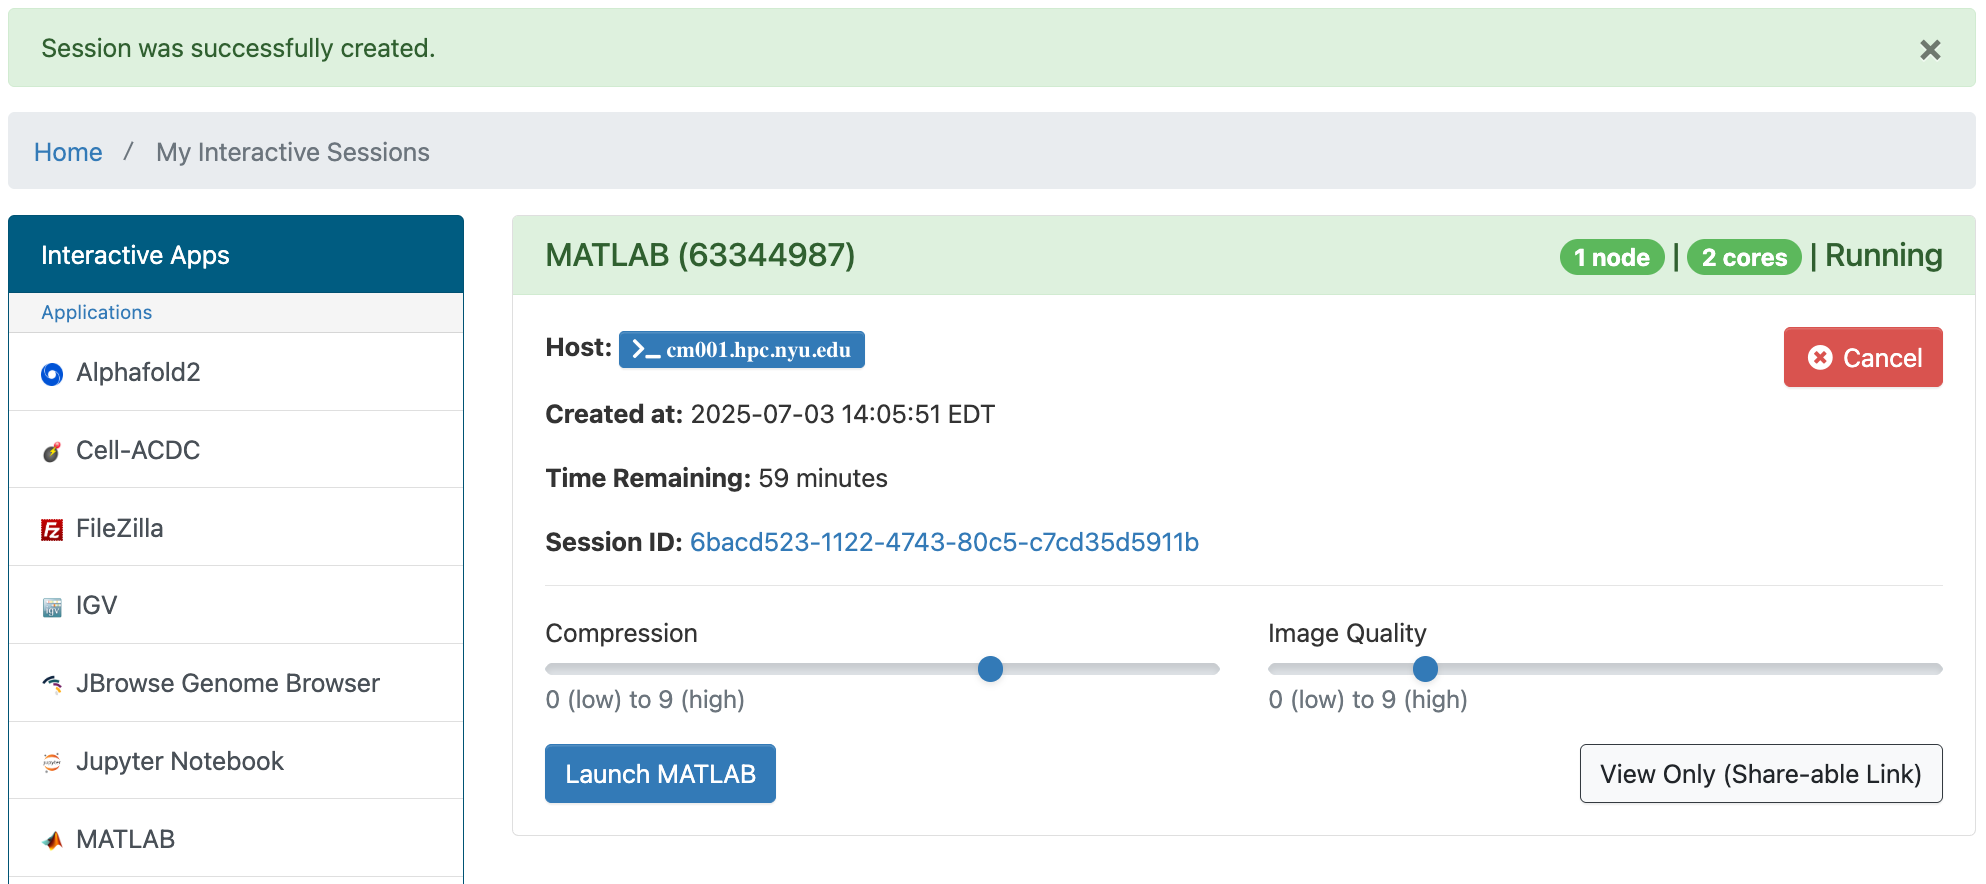 Session was successfully created.
×
Home / My Interactive Sessions
Interactive Apps
Applications
Alphafold2
Cell-ACDC
FileZilla
IGV
JBrowse Genome Browser
Jupyter Notebook
MATLAB
MATLAB (63344987)
1 node | 2 cores | Running
Host: >_ cm001.hpc.nyu.edu
Cancel
Created at: 2025-07-03 14:05:51 EDT
Time Remaining: 59 minutes
Session ID: 6bacd523-1122-4743-80c5-c7cd35d5911b
Compression
0 (low) to 9 (high)
Image Quality
0 (low) to 9 (high)
Launch MATLAB
View Only (Share-able Link)